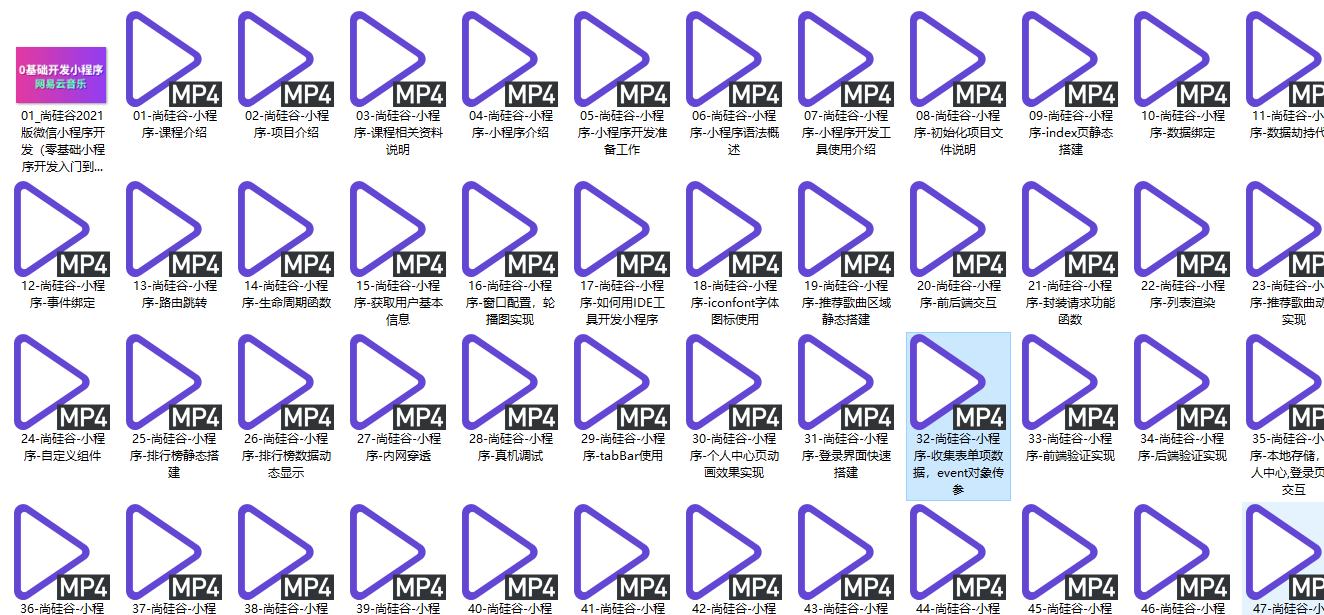 0基础开发小程序
网易云音乐
01_尚硅谷2021
版微信小程序开
发（零基础小程
序开发入门到...
MP4
01-尚硅谷-小程
序-课程介绍
MP4
02-尚硅谷-小程
序-项目介绍
MP4
03-尚硅谷-小程
序-课程相关资料
说明
MP4
04-尚硅谷-小程
序-小程序介绍
MP4
05-尚硅谷-小程
序-小程序开发准
备工作
MP4
06-尚硅谷-小程
序-小程序语法概
述
MP4
07-尚硅谷-小程
序-小程序开发工
具使用介绍
MP4
08-尚硅谷-小程
序-初始化项目文
件说明
MP4
09-尚硅谷-小程
序-index页静态
搭建
MP4
10-尚硅谷-小程
序-数据绑定
MP
11-尚硅谷-小
序-数据劫持代
MP4
12-尚硅谷-小程
序-事件绑定
MP4
13-尚硅谷-小程
序-路由跳转
MP4
14-尚硅谷-小程
序-生命周期函数
MP4
15-尚硅谷-小程
序-获取用户基本
信息
MP4
16-尚硅谷-小程
序-窗口配置，轮
播图实现
MP4
17-尚硅谷-小程
序-如何用IDE工
具开发小程序
MP4
18-尚硅谷-小程
序-iconfont字体
图标使用
MP4
19-尚硅谷-小程
序-推荐歌曲区域
静态搭建
MP4
20-尚硅谷-小程
序-前后端交互
MP4
21-尚硅谷-小程
序-封装请求功能
函数
MP4
22-尚硅谷-小程
序-列表渲染
MP
23-尚硅谷-小
序-推荐歌曲动
实现
MP4
24-尚硅谷-小程
序-自定义组件
MP4
25-尚硅谷-小程
序-排行榜静态搭
建
MP4
26-尚硅谷-小程
序-排行榜数据动
态显示
MP4
27-尚硅谷-小程
序-内网穿透
MP4
28-尚硅谷-小程
序-真机调试
MP4
29-尚硅谷-小程
序-tabBar使用
MP4
30-尚硅谷-小程
序-个人中心页动
画效果实现
MP4
31-尚硅谷-小程
序-登录界面快速
搭建
MP4
32-尚硅谷-小程
序-收集表单项数
据，event对象传
参
MP4
33-尚硅谷-小程
序-前端验证实现
MP4
34-尚硅谷-小程
序-后端验证实现
MP
35-尚硅谷-小
序-本地存储，
人中心,登录页
交互
MP4
36-尚硅谷-小程
MP4
37-尚硅谷-小程
MP4
38-尚硅谷-小程
MP4
39-尚硅谷-小程
MP4
40-尚硅谷-小程
MP4
41-尚硅谷-小程
MP4
42-尚硅谷-小程
MP4
43-尚硅谷-小程
MP4
44-尚硅谷-小程
MP4
45-尚硅谷-小程
MP4
46-尚硅谷-小程
MP
47-尚硅谷-小